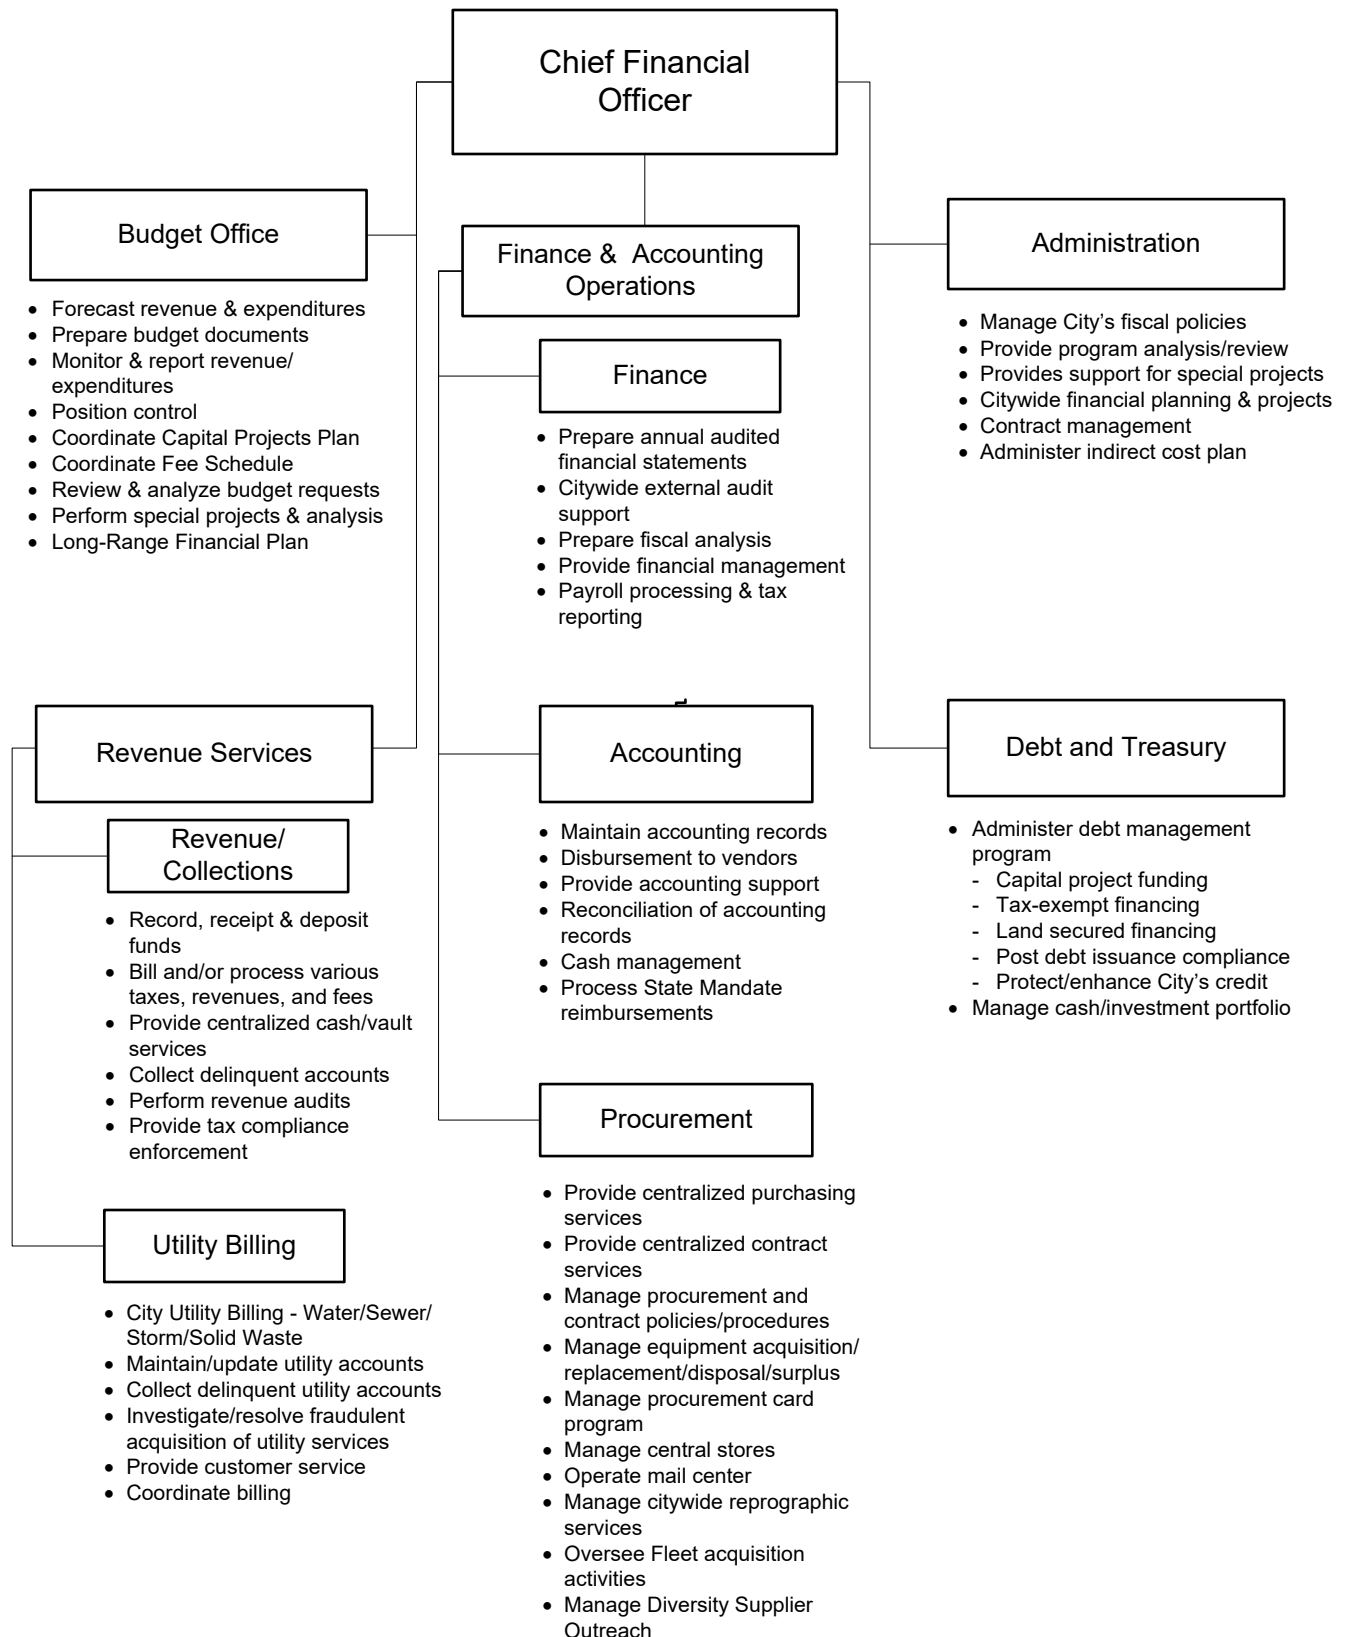 Chief Financial
Officer
Budget Office
• Forecast revenue & expenditures
• Prepare budget documents
• Monitor & report revenue/
expenditures
• Position control
• Coordinate Capital Projects Plan
• Coordinate Fee Schedule
• Review & analyze budget requests
• Perform special projects & analysis
• Long-Range Financial Plan
Finance & Accounting
Operations
Finance
• Prepare annual audited
financial statements
• Citywide external audit
support
• Prepare fiscal analysis
• Provide financial management
• Payroll processing & tax
reporting
Administration
• Manage City’s fiscal policies
• Provide program analysis/review
• Provides support for special projects
• Citywide financial planning & projects
• Contract management
• Administer indirect cost plan
Revenue Services
Revenue/
Collections
• Record, receipt & deposit
funds
• Bill and/or process various
taxes, revenues, and fees
• Provide centralized cash/vault
services
• Collect delinquent accounts
• Perform revenue audits
• Provide tax compliance
enforcement
Utility Billing
• City Utility Billing - Water/Sewer/
Storm/Solid Waste
• Maintain/update utility accounts
• Collect delinquent utility accounts
• Investigate/resolve fraudulent
acquisition of utility services
• Provide customer service
• Coordinate billing
Accounting
• Maintain accounting records
• Disbursement to vendors
• Provide accounting support
• Reconciliation of accounting
records
• Cash management
• Process State Mandate
reimbursements
Procurement
• Provide centralized purchasing
services
• Provide centralized contract
services
• Manage procurement and
contract policies/procedures
• Manage equipment acquisition/
replacement/disposal/surplus
• Manage procurement card
program
• Manage central stores
• Operate mail center
• Manage citywide reprographic
services
• Oversee Fleet acquisition
activities
• Manage Diversity Supplier
Outreach
Debt and Treasury
• Administer debt management
program
- Capital project funding
- Tax-exempt financing
- Land secured financing
- Post debt issuance compliance
- Protect/enhance City’s credit
• Manage cash/investment portfolio